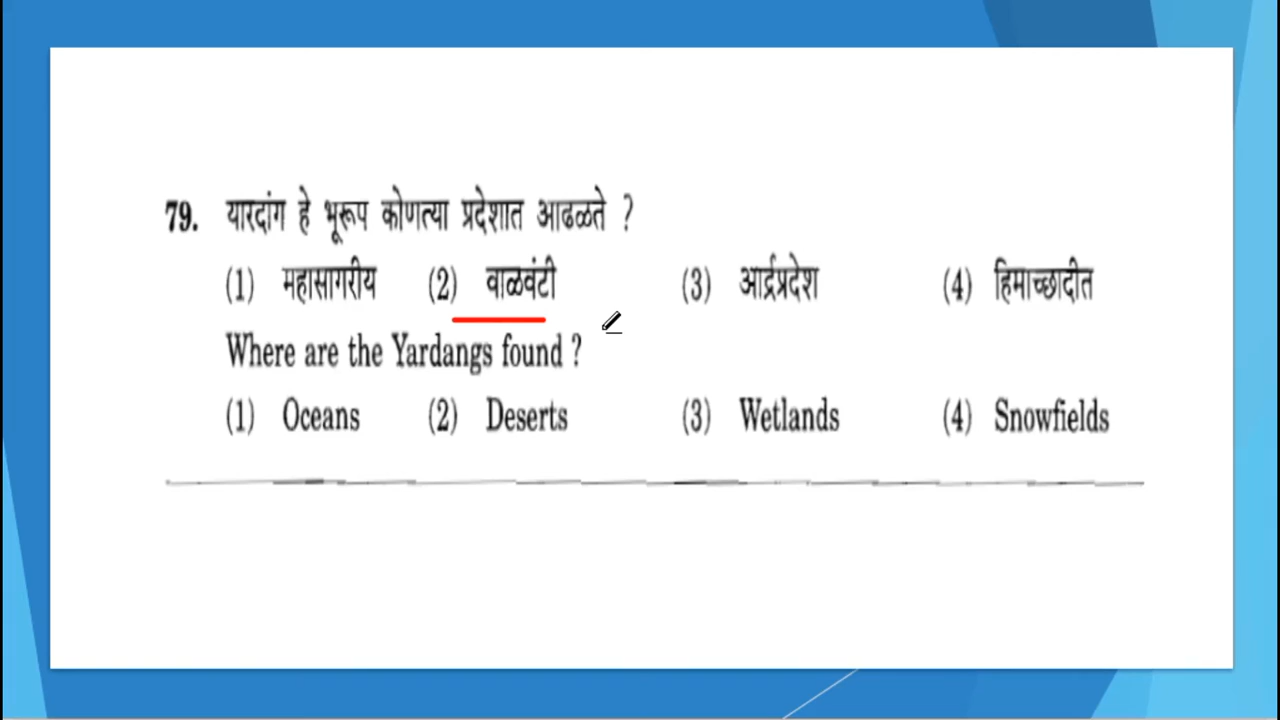 79. यारदांग हे भूरूप कोणत्या प्रदेशात आढळते ?
(1) महासागरीय (2) वाळवंटी (3) आर्द्रप्रदेश (4) हिमाच्छादीत
Where are the Yardangs found ?
(1) Oceans (2) Deserts (3) Wetlands (4) Snowfields